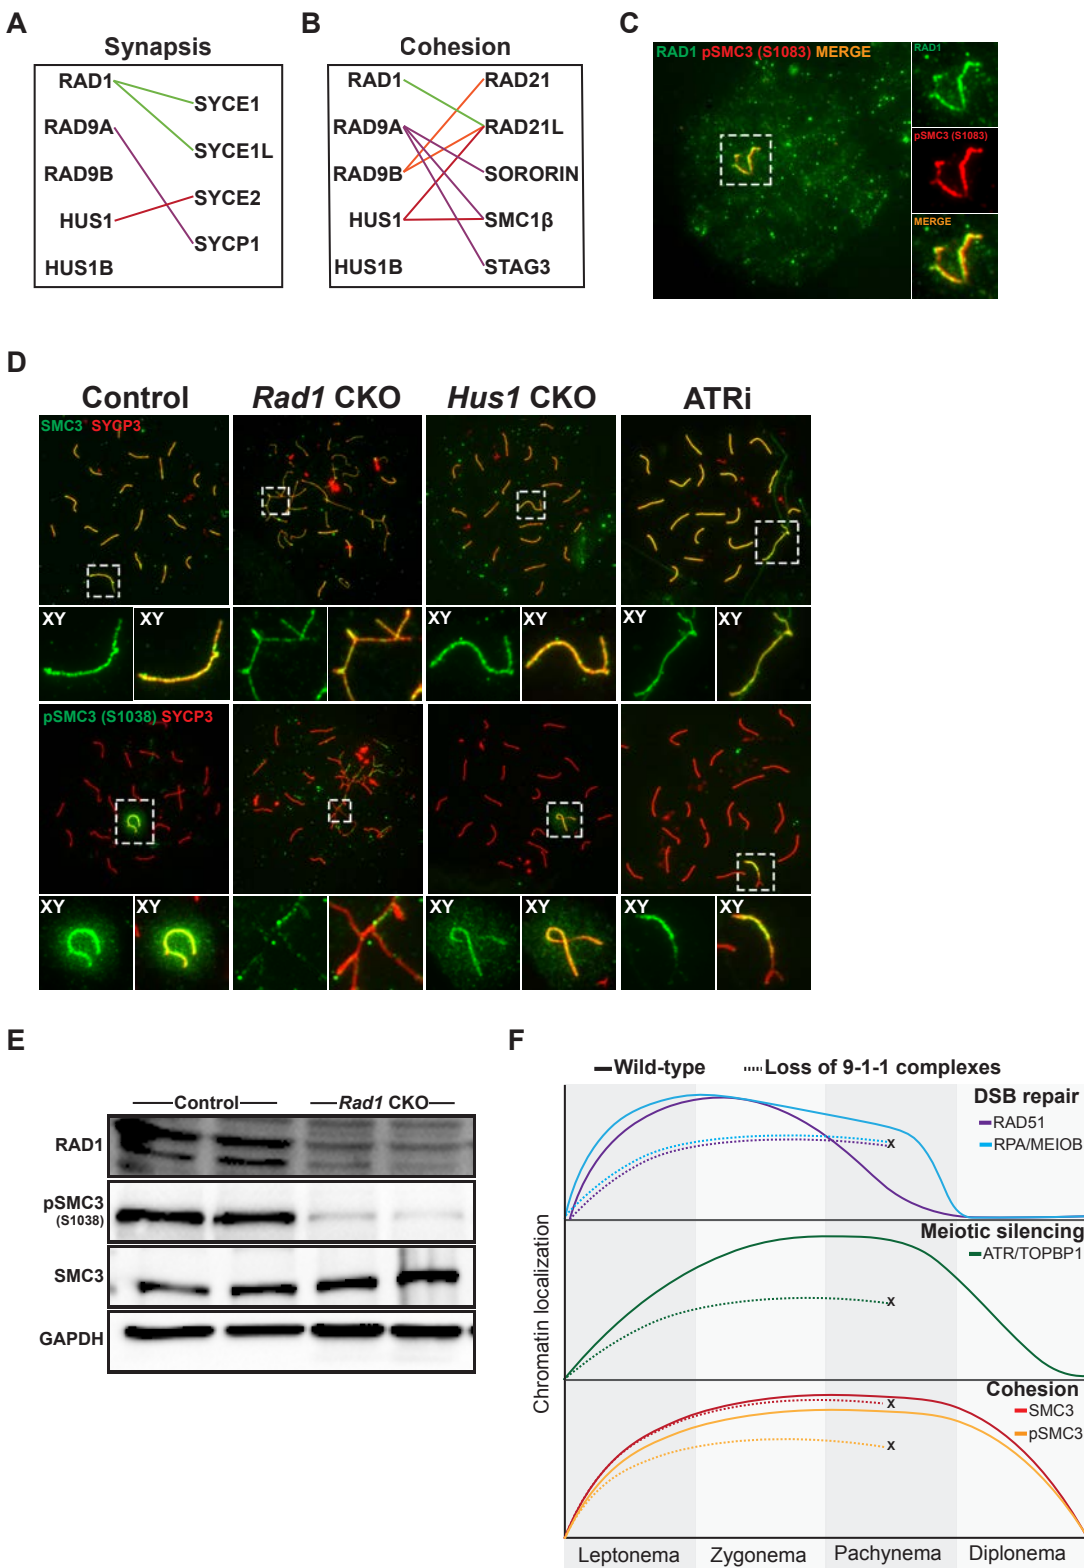 A
Synapsis
RAD1
RAD9A
RAD9B
HUS1
HUS1B
SYCE1
SYCE1L
SYCE2
SYCP1
B
Cohesion
RAD1
RAD9A
RAD9B
HUS1
HUS1B
RAD21
RAD21L
SORORIN
SMC1β
STAG3
C
RAD1 pSMC3 (S1083) MERGE
RAD1
pSMC3 (S1083)
MERGE
D
Control Rad1 CKO Hus1 CKO ATRi
SMC3 SYCP3
XY XY XY XY XY XY
pSMC3 (S1038) SYCP3
XY XY XY XY XY XY
E
Control Rad1 CKO
RAD1
pSMC3
(S1038)
SMC3
GAPDH
F
Wild-type Loss of 9-1-1 complexes
DSB repair
RAD51
RPA/MEIOB
x
Meiotic silencing
ATR/TOPBP1
x
Cohesion
SMC3
pSMC3
x
x
Chromatin localization
Leptonema Zygonema Pachynema Diplonema